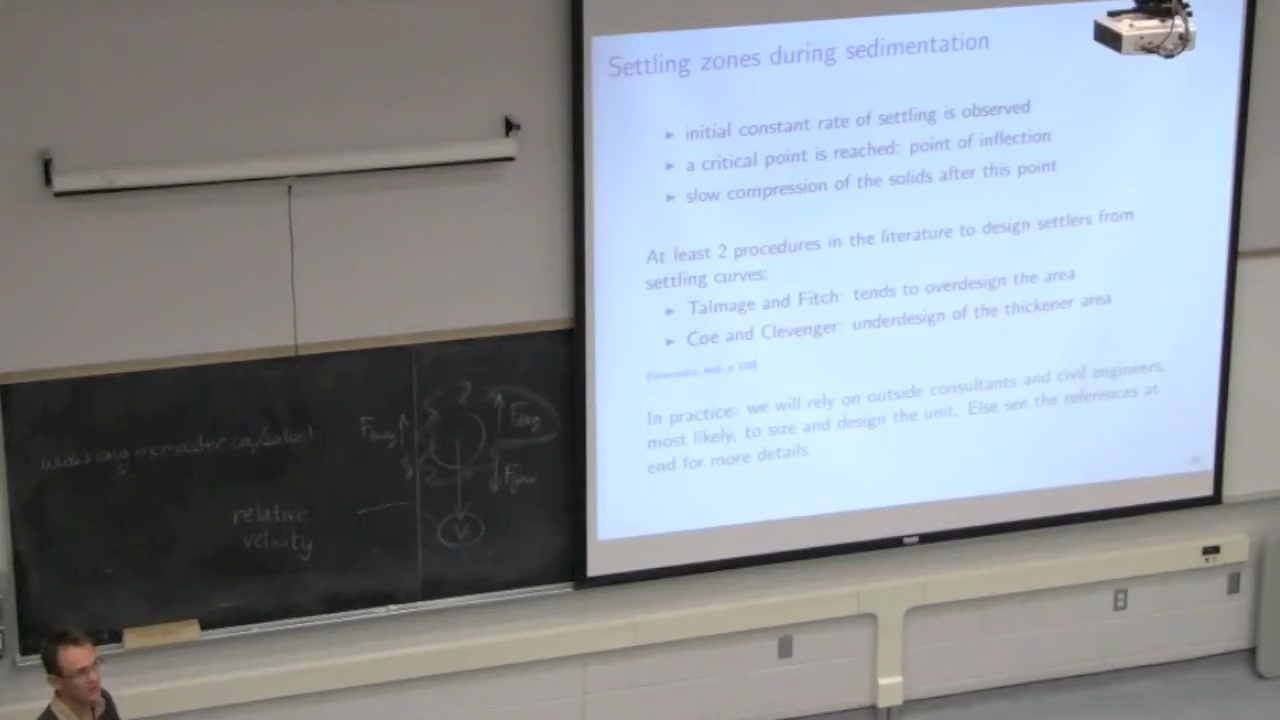 Settling zones during sedimentation
▸ initial constant rate of settling is observed
▸ a critical point is reached: point of inflection
▸ slow compression of the solids after this point
At least 2 procedures in the literature to design settlers from
settling curves:
▸ Talmage and Fitch: tends to overdesign the area
▸ Coe and Clevenger: underdesign of the thickener area
In practice: we will rely on outside consultants and civil engineers,
most likely, to size and design the unit. Else see the references at
end for more details.
relative
velocity
V